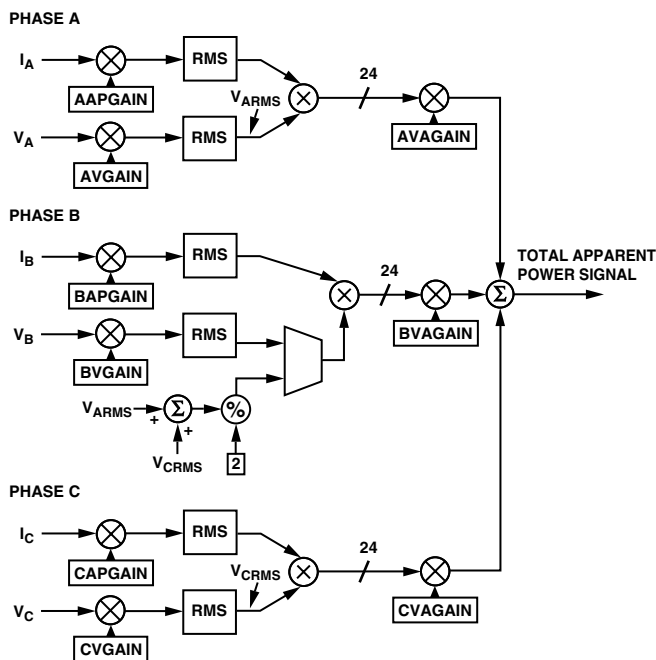 PHASE A
I_A
RMS
24
AAPGAIN
V_ARMS
×
V_A
RMS
AVAGAIN
AVGAIN
PHASE B
I_B
RMS
24
TOTAL APPARENT
POWER SIGNAL
BAPGAIN
×
Σ
V_B
RMS
BVAGAIN
BVGAIN
V_ARMS
+
Σ
+
%
V_CRMS
2
PHASE C
I_C
RMS
24
CAPGAIN
V_CRMS
×
V_C
RMS
CVAGAIN
CVGAIN